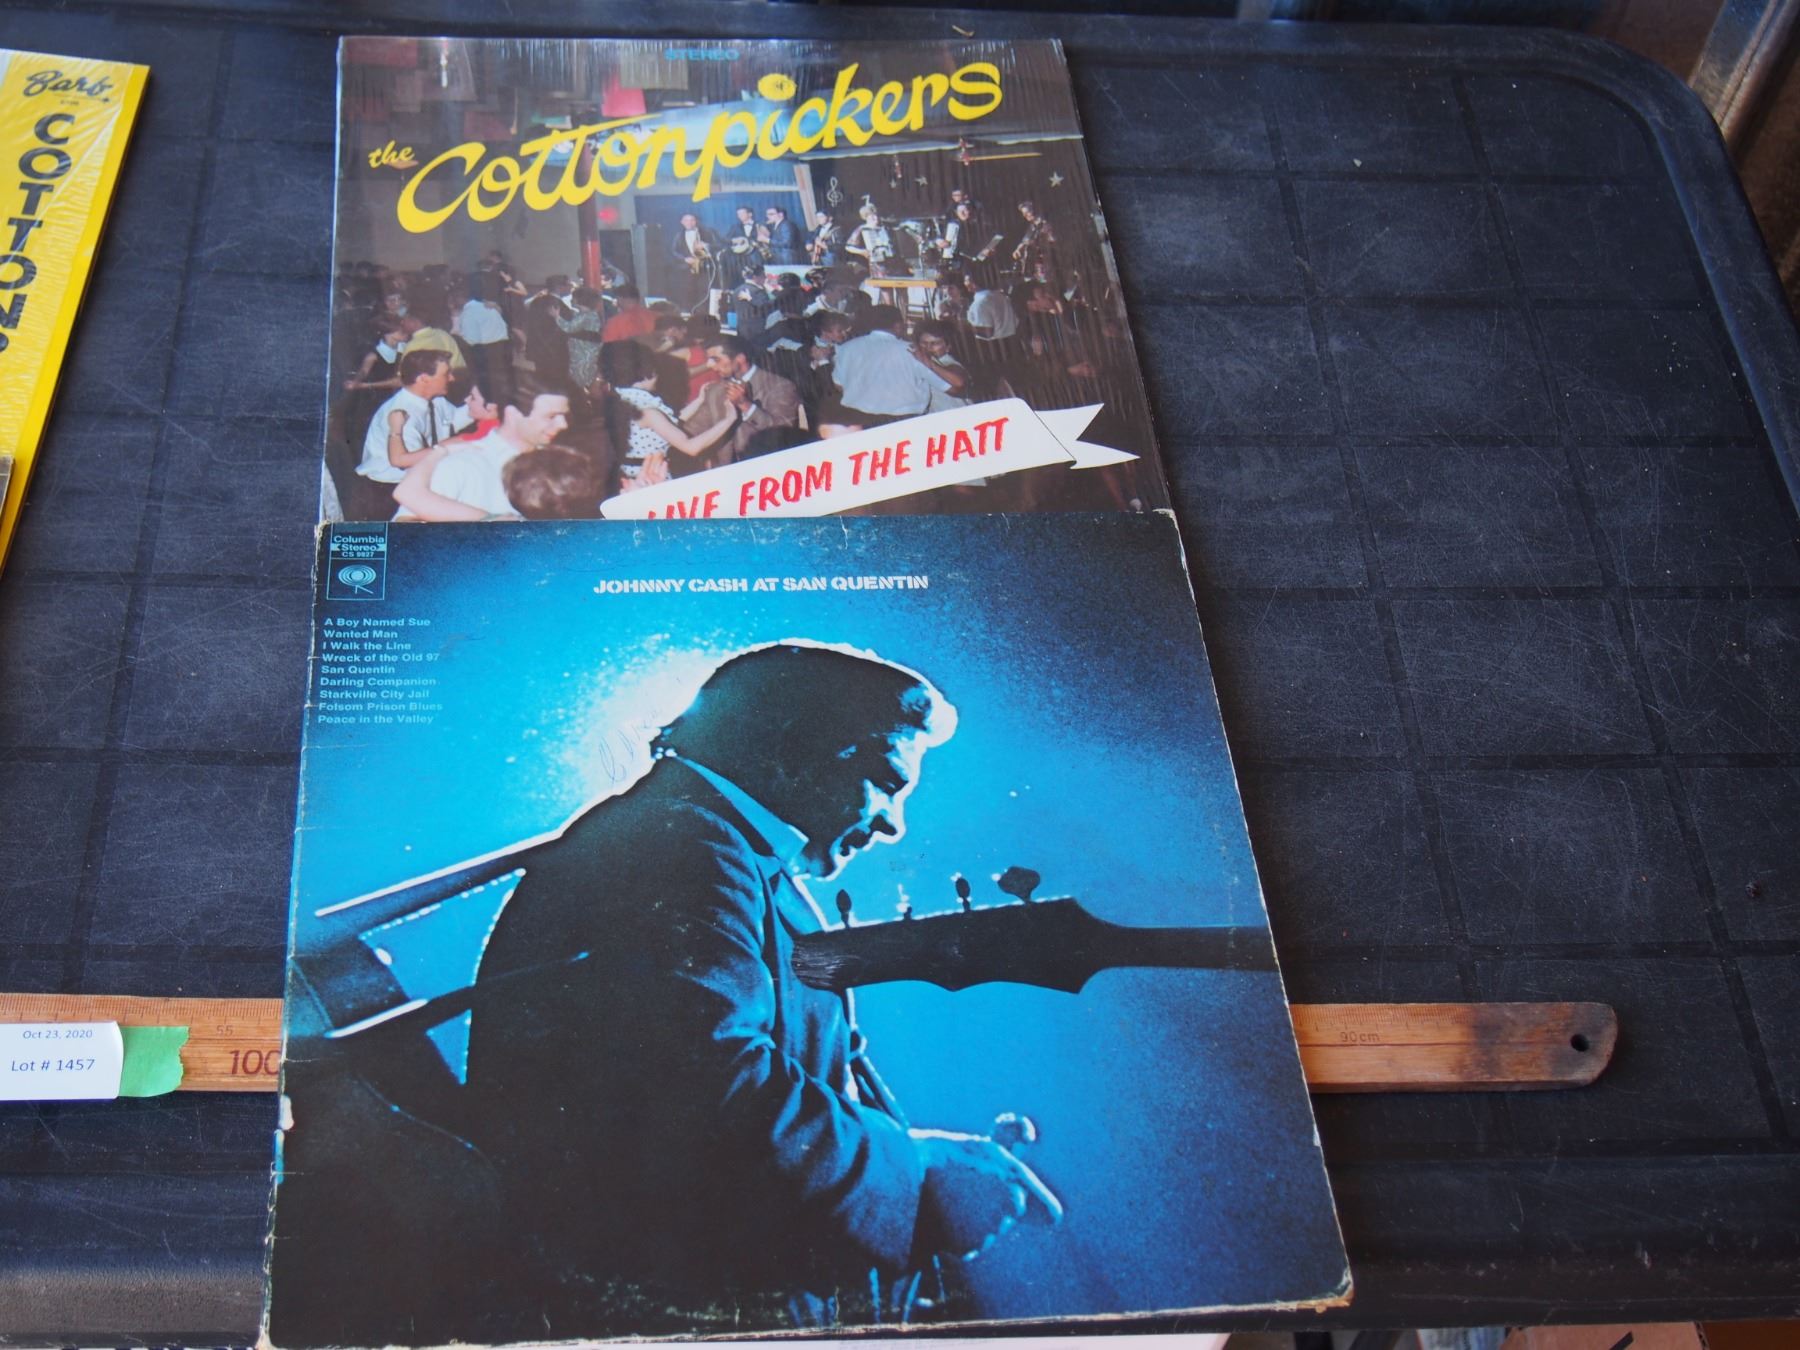 Barb.
COTTON
STEREO
the Cottonpickers
LIVE FROM THE HATT
Columbia
Stereo
CS 9827
JOHNNY CASH AT SAN QUENTIN
A Boy Named Sue
Wanted Man
I Walk the Line
Wreck of the Old 97
San Quentin
Darling Companion
Starkville City Jail
Folsom Prison Blues
Peace in the Valley
Oct 23, 2020
Lot # 1457
55
100
90cm